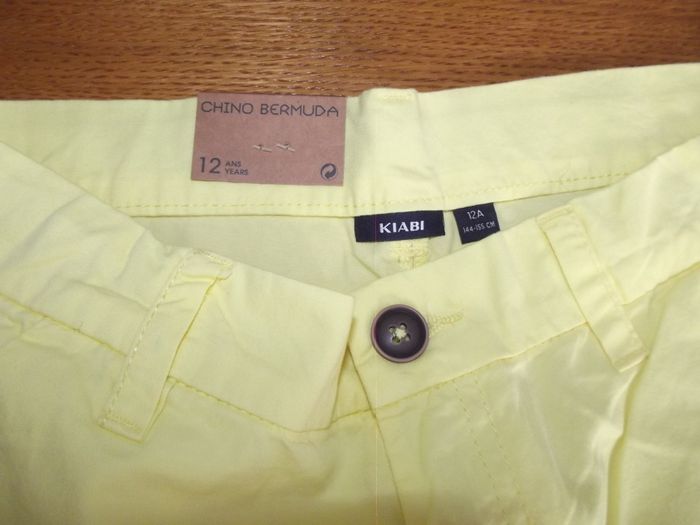 CHINO BERMUDA
12 ANS
YEARS
KIABI
12A
144-155 CM